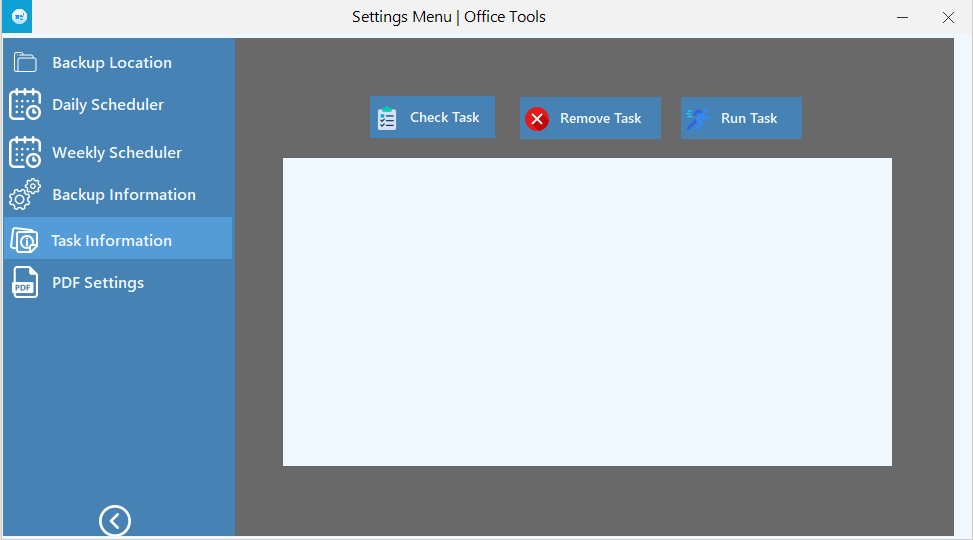 Settings Menu | Office Tools
Backup Location
Daily Scheduler
Weekly Scheduler
Backup Information
Task Information
PDF
PDF Settings
Check Task
Remove Task
Run Task